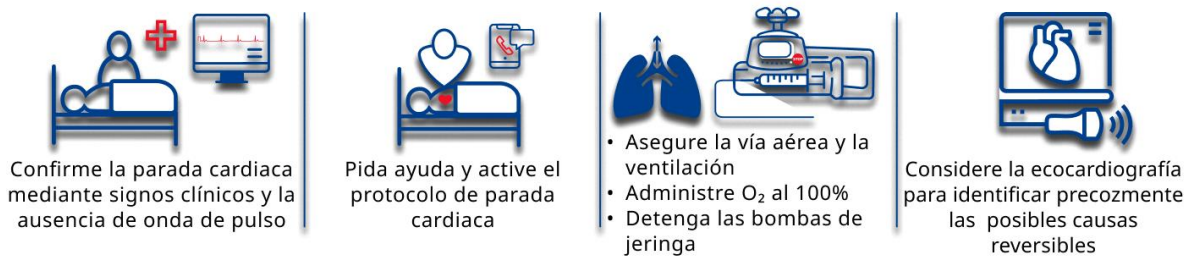 Confirme la parada cardiaca
mediante signos clínicos y la
ausencia de onda de pulso
Pida ayuda y active el
protocolo de parada
cardiaca
• Asegure la vía aérea y la
ventilación
• Administre O₂ al 100%
• Detenga las bombas de
jeringa
Considere la ecocardiografía
para identificar precozmente
las posibles causas
reversibles